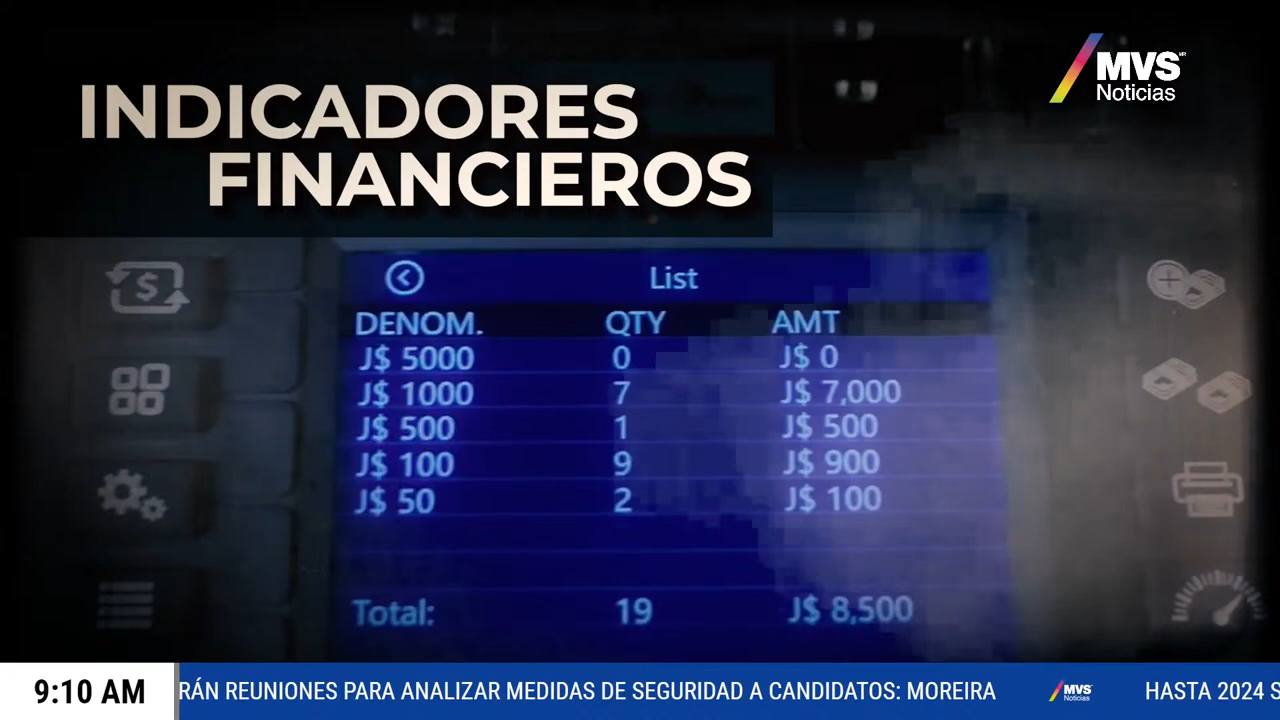 INDICADORES
FINANCIEROS
MVS MR
Noticias
List
DENOM. QTY AMT
J$ 5000 0 J$ 0
J$ 1000 7 J$ 7,000
J$ 500 1 J$ 500
J$ 100 9 J$ 900
J$ 50 2 J$ 100
Total: 19 J$ 8,500
9:10 AM RÁN REUNIONES PARA ANALIZAR MEDIDAS DE SEGURIDAD A CANDIDATOS: MOREIRA MVS Noticias HASTA 2024 S